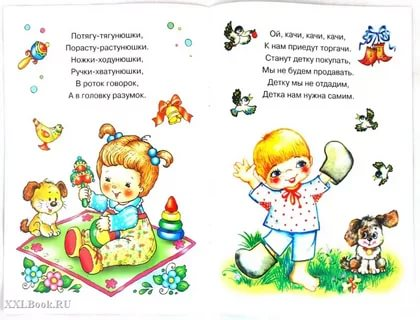 Потягу-тягунюшки,
Порасту-растунюшки.
Ножки-ходунюшки,
Ручки-хватунюшки,
В роток говорок,
А в головку разумок.
Ой, качи, качи, качи,
К нам приедут торгачи.
Станут детку покупать,
Мы не будем продавать.
Детку мы не отдадим,
Детка нам нужна самим.
XXLBook.RU